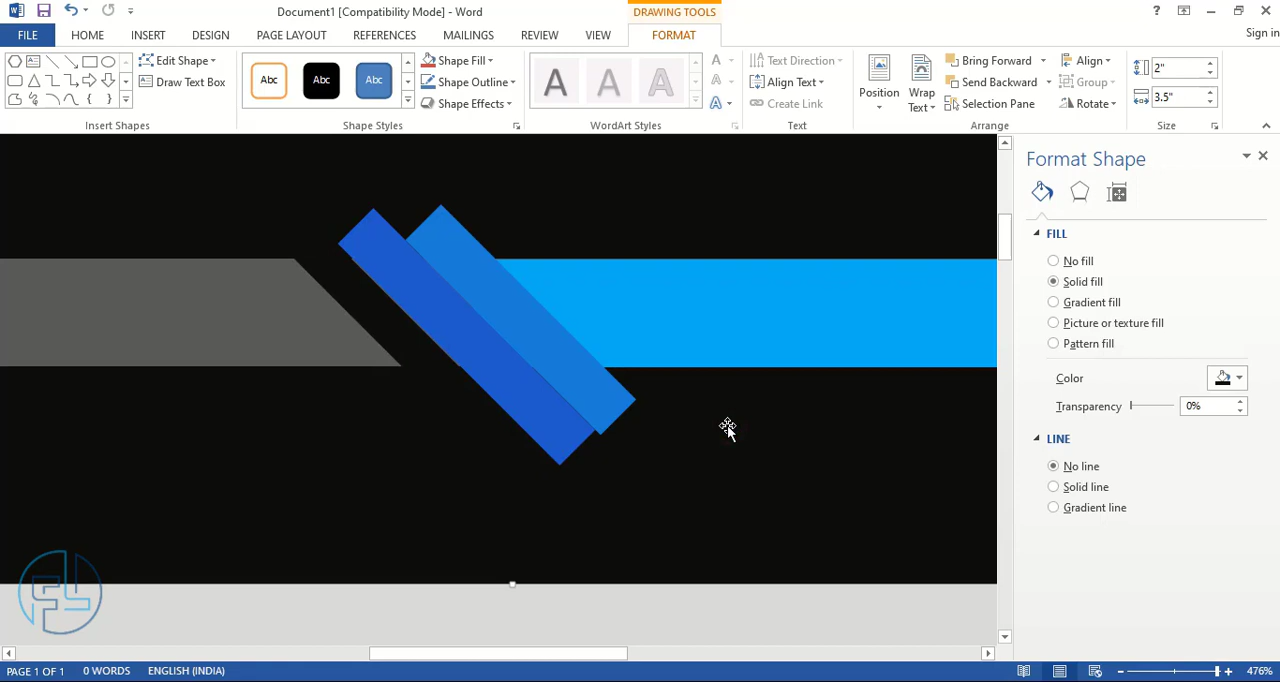 Document1 [Compatibility Mode] - Word
DRAWING TOOLS
?
FILE
HOME
INSERT
DESIGN
PAGE LAYOUT
REFERENCES
MAILINGS
REVIEW
VIEW
FORMAT
Sign in
Edit Shape
Draw Text Box
Insert Shapes
Abc
Abc
Abc
Shape Fill
Shape Outline
Shape Effects
Shape Styles
A
A
A
WordArt Styles
Text Direction
Align Text
Create Link
Text
Position
Wrap
Text
Bring Forward
Send Backward
Selection Pane
Align
Group
Rotate
Arrange
2"
3.5"
Size
Format Shape
FILL
No fill
Solid fill
Gradient fill
Picture or texture fill
Pattern fill
Color
Transparency
0%
LINE
No line
Solid line
Gradient line
PAGE 1 OF 1
0 WORDS
ENGLISH (INDIA)
476%